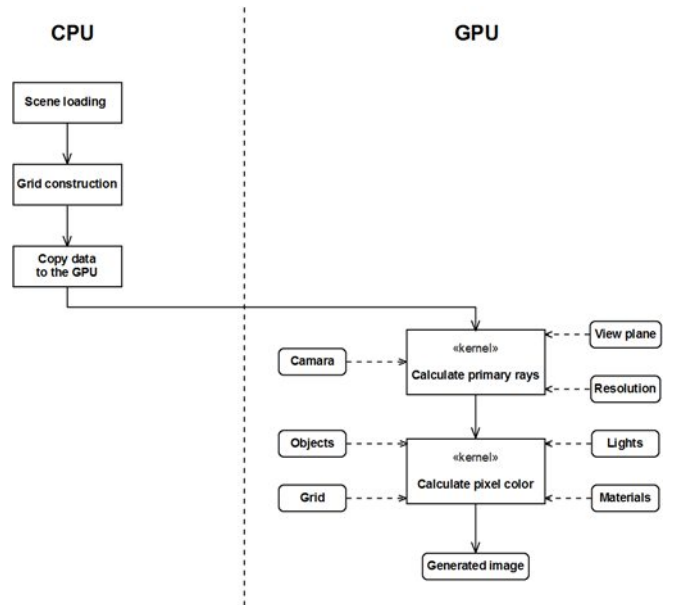 CPU
GPU
Scene loading
Grid construction
Copy data
to the GPU
«kernel»
Calculate primary rays
Camara
View plane
Resolution
«kernel»
Calculate pixel color
Objects
Grid
Lights
Materials
Generated image